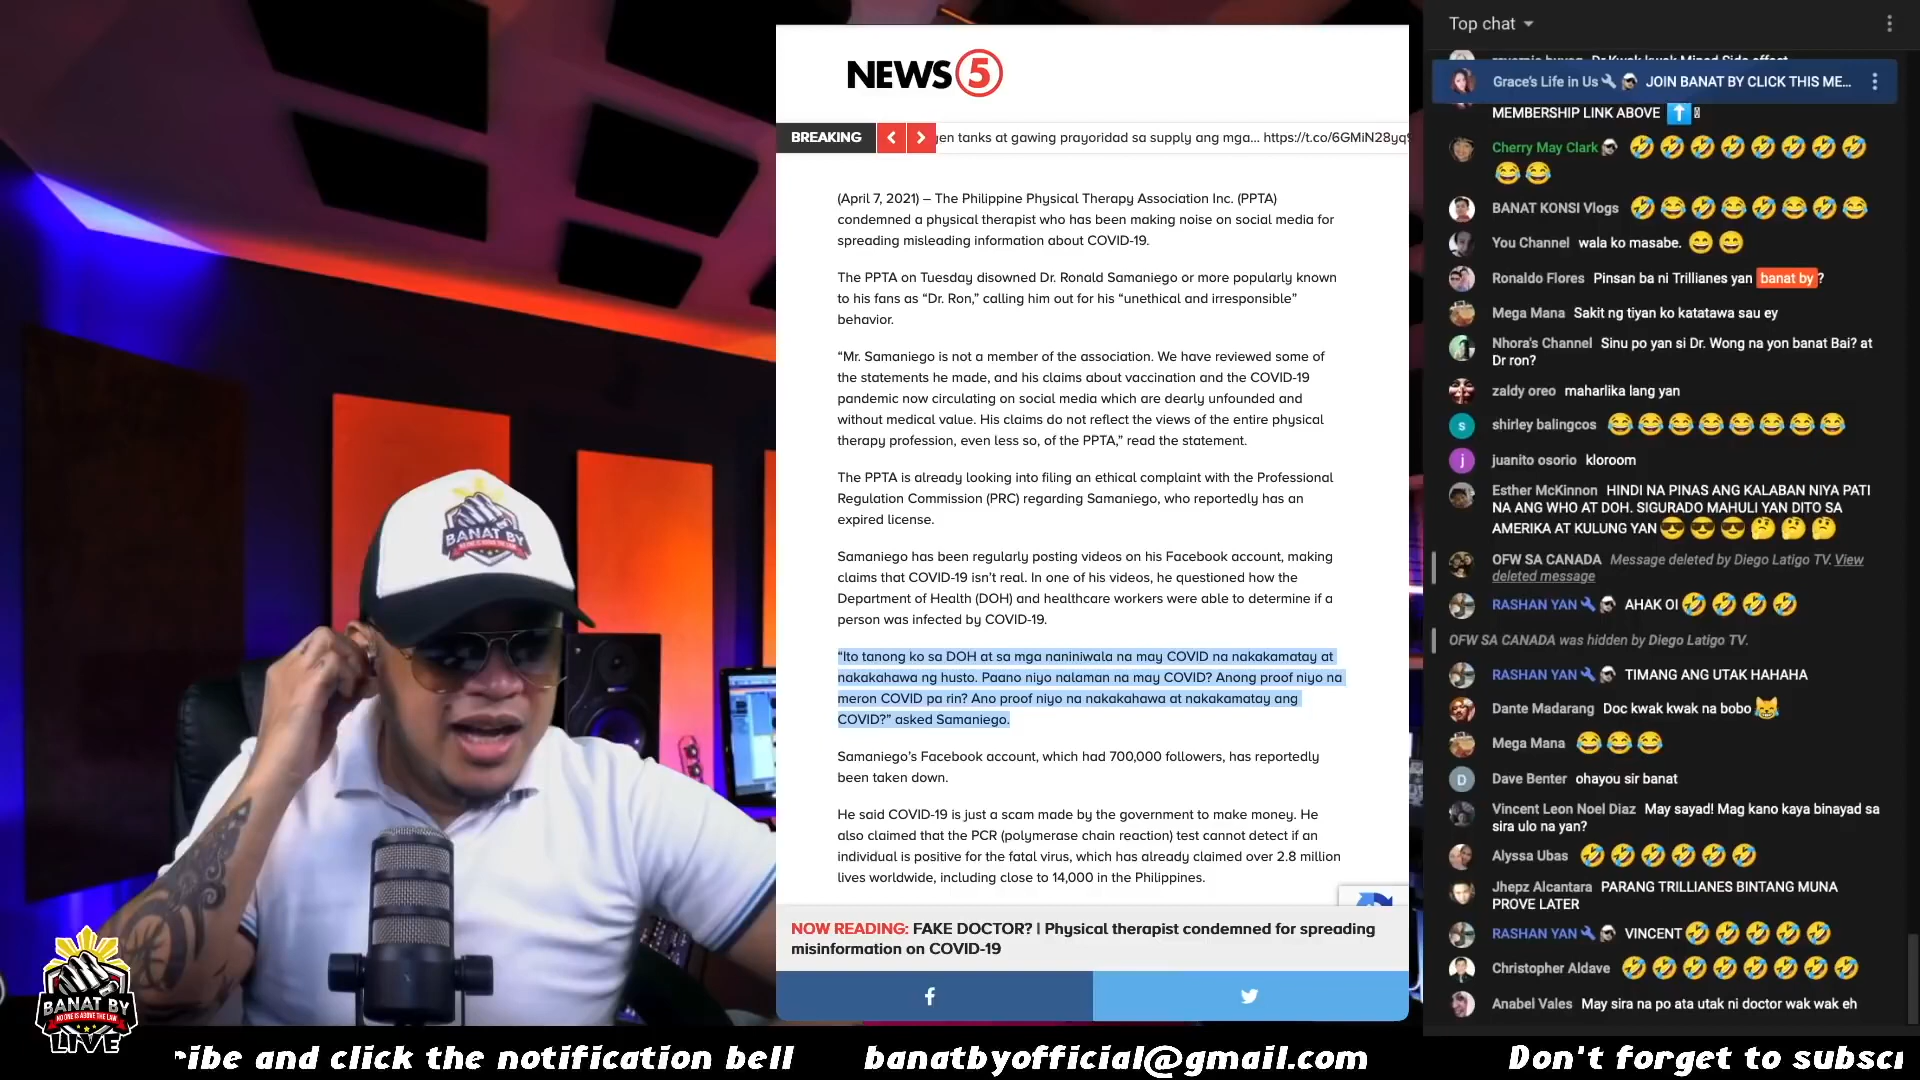 NEWS 5
BREAKING
en tanks at gawing prayoridad sa supply ang mga... https://t.co/6GMiN28yq
(April 7, 2021) – The Philippine Physical Therapy Association Inc. (PPTA)
condemned a physical therapist who has been making noise on social media for
spreading misleading information about COVID-19.
The PPTA on Tuesday disowned Dr. Ronald Samaniego or more popularly known
to his fans as “Dr. Ron,” calling him out for his “unethical and irresponsible”
behavior.
“Mr. Samaniego is not a member of the association. We have reviewed some of
the statements he made, and his claims about vaccination and the COVID-19
pandemic now circulating on social media which are dearly unfounded and
without medical value. His claims do not reflect the views of the entire physical
therapy profession, even less so, of the PPTA,” read the statement.
The PPTA is already looking into filing an ethical complaint with the Professional
Regulation Commission (PRC) regarding Samaniego, who reportedly has an
expired license.
Samaniego has been regularly posting videos on his Facebook account, making
claims that COVID-19 isn’t real. In one of his videos, he questioned how the
Department of Health (DOH) and healthcare workers were able to determine if a
person was infected by COVID-19.
“Ito tanong ko sa DOH at sa mga naniniwala na may COVID na nakakamatay at
nakakahawa ng husto. Paano niyo nalaman na may COVID? Anong proof niyo na
meron COVID pa rin? Ano proof niyo na nakakahawa at nakakamatay ang
COVID?” asked Samaniego.
Samaniego’s Facebook account, which had 700,000 followers, has reportedly
been taken down.
He said COVID-19 is just a scam made by the government to make money. He
also claimed that the PCR (polymerase chain reaction) test cannot detect if an
individual is positive for the fatal virus, which has already claimed over 2.8 million
lives worldwide, including close to 14,000 in the Philippines.
NOW READING: FAKE DOCTOR? | Physical therapist condemned for spreading
misinformation on COVID-19
Top chat
Grace's Life in Us JOIN BANAT BY CLICK THIS ME...
MEMBERSHIP LINK ABOVE
Cherry May Clark
BANAT KONSI Vlogs
You Channel wala ko masabe.
Ronaldo Flores Pinsan ba ni Trillianes yan banat by ?
Mega Mana Sakit ng tiyan ko katatawa sau ey
Nhora's Channel Sinu po yan si Dr. Wong na yon banat Bai? at
Dr ron?
zaldy oreo maharlika lang yan
s shirley balingcos
j juanito osorio kloroom
Esther McKinnon HINDI NA PINAS ANG KALABAN NIYA PATI
NA ANG WHO AT DOH. SIGURADO MAHULI YAN DITO SA
AMERIKA AT KULUNG YAN
OFW SA CANADA Message deleted by Diego Latigo TV. View
deleted message
RASHAN YAN AHAK OI
OFW SA CANADA was hidden by Diego Latigo TV.
RASHAN YAN TIMANG ANG UTAK HAHAHA
Dante Madarang Doc kwak kwak na bobo
Mega Mana
D Dave Benter ohayou sir banat
Vincent Leon Noel Diaz May sayad! Mag kano kaya binayad sa
sira ulo na yan?
Alyssa Ubas
Jhepz Alcantara PARANG TRILLIANES BINTANG MUNA
PROVE LATER
RASHAN YAN VINCENT
Christopher Aldave
Anabel Vales May sira na po ata utak ni doctor wak wak eh
BANAT BY
NO ONE IS ABOVE THE LAW
BANAT BY
NO ONE IS ABOVE THE LAW
LIVE
ribe and click the notification bell banatbyofficial@gmail.com Don't forget to subsc